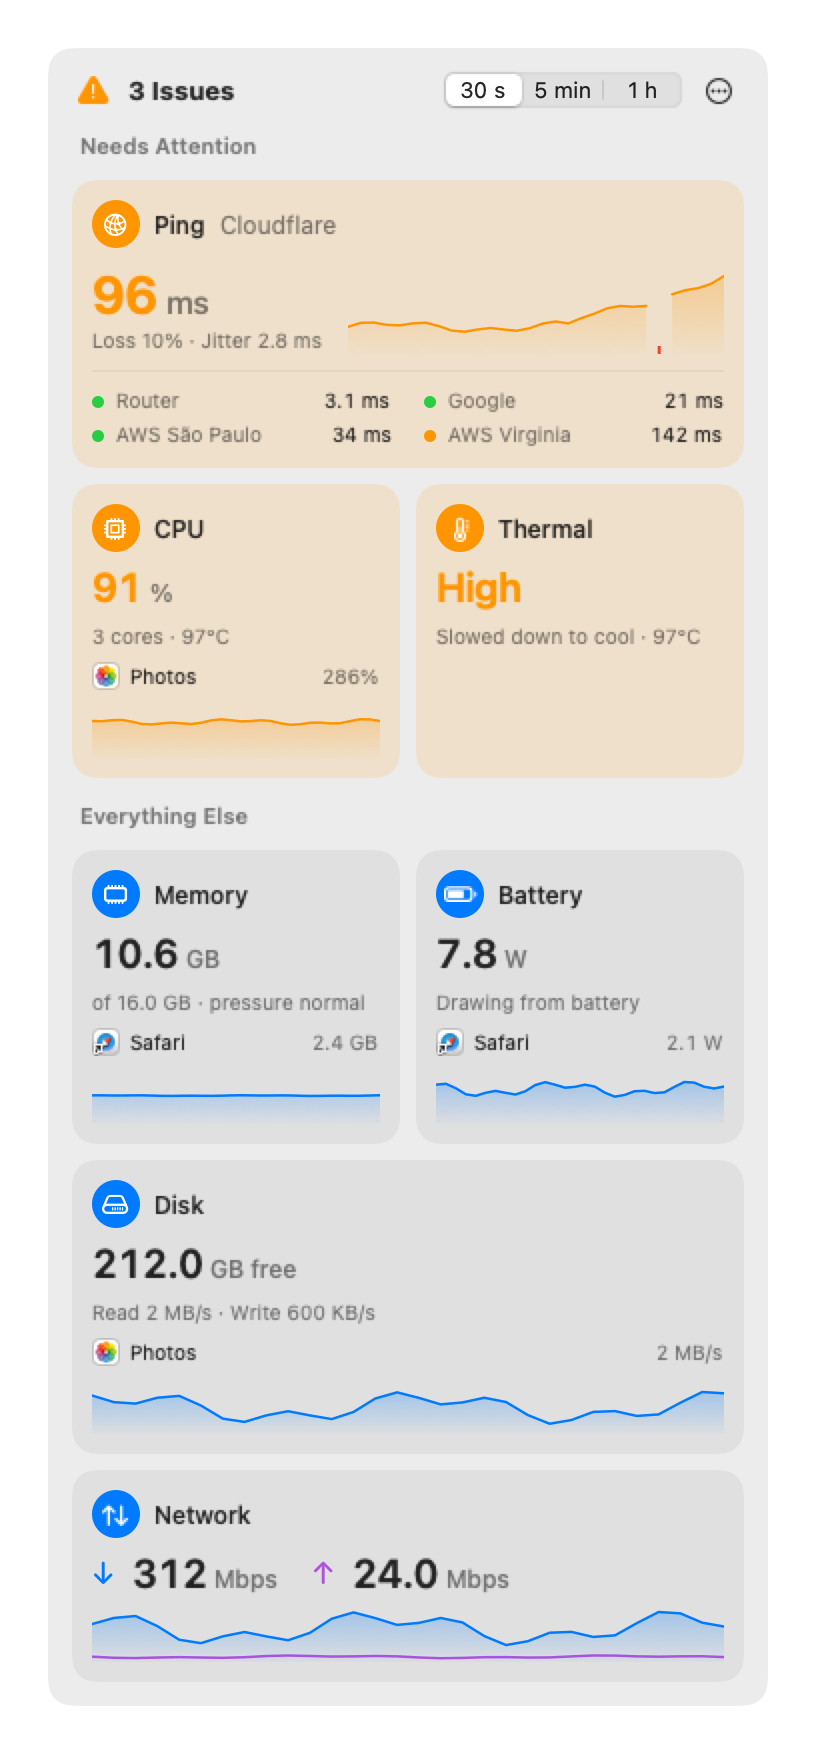 3 Issues
30 s 5 min 1 h
Needs Attention
Ping Cloudflare
96 ms
Loss 10% · Jitter 2.8 ms
Router 3.1 ms
Google 21 ms
AWS São Paulo 34 ms
AWS Virginia 142 ms
CPU
91 %
3 cores · 97°C
Photos 286%
Thermal
High
Slowed down to cool · 97°C
Everything Else
Memory
10.6 GB
of 16.0 GB · pressure normal
Safari 2.4 GB
Battery
7.8 W
Drawing from battery
Safari 2.1 W
Disk
212.0 GB free
Read 2 MB/s · Write 600 KB/s
Photos 2 MB/s
Network
↓ 312 Mbps ↑ 24.0 Mbps